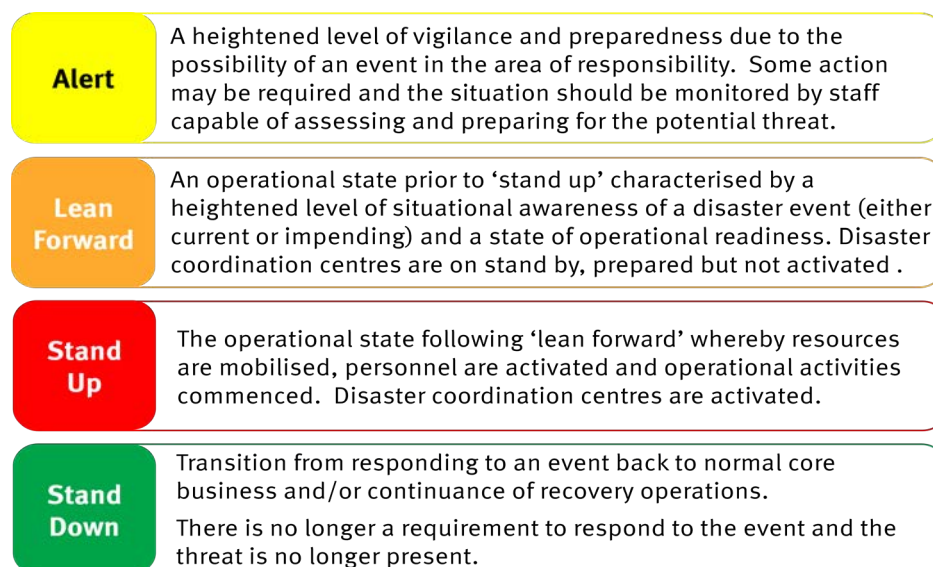 Alert
A heightened level of vigilance and preparedness due to the
possibility of an event in the area of responsibility.  Some action
may be required and the situation should be monitored by staff
capable of assessing and preparing for the potential threat.
Lean
Forward
An operational state prior to ‘stand up’ characterised by a
heightened level of situational awareness of a disaster event (either
current or impending) and a state of operational readiness. Disaster
coordination centres are on stand by, prepared but not activated .
Stand
Up
The operational state following ‘lean forward’ whereby resources
are mobilised, personnel are activated and operational activities
commenced.  Disaster coordination centres are activated.
Stand
Down
Transition from responding to an event back to normal core
business and/or continuance of recovery operations.
There is no longer a requirement to respond to the event and the
threat is no longer present.